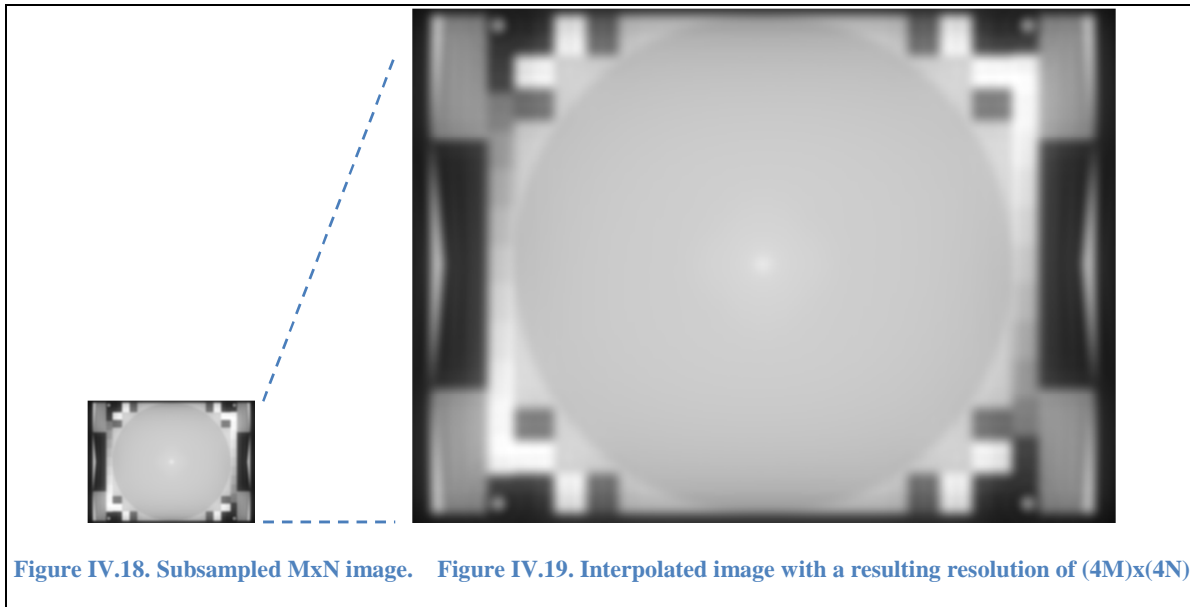 Figure IV.18. Subsampled MxN image. Figure IV.19. Interpolated image with a resulting resolution of (4M)x(4N)